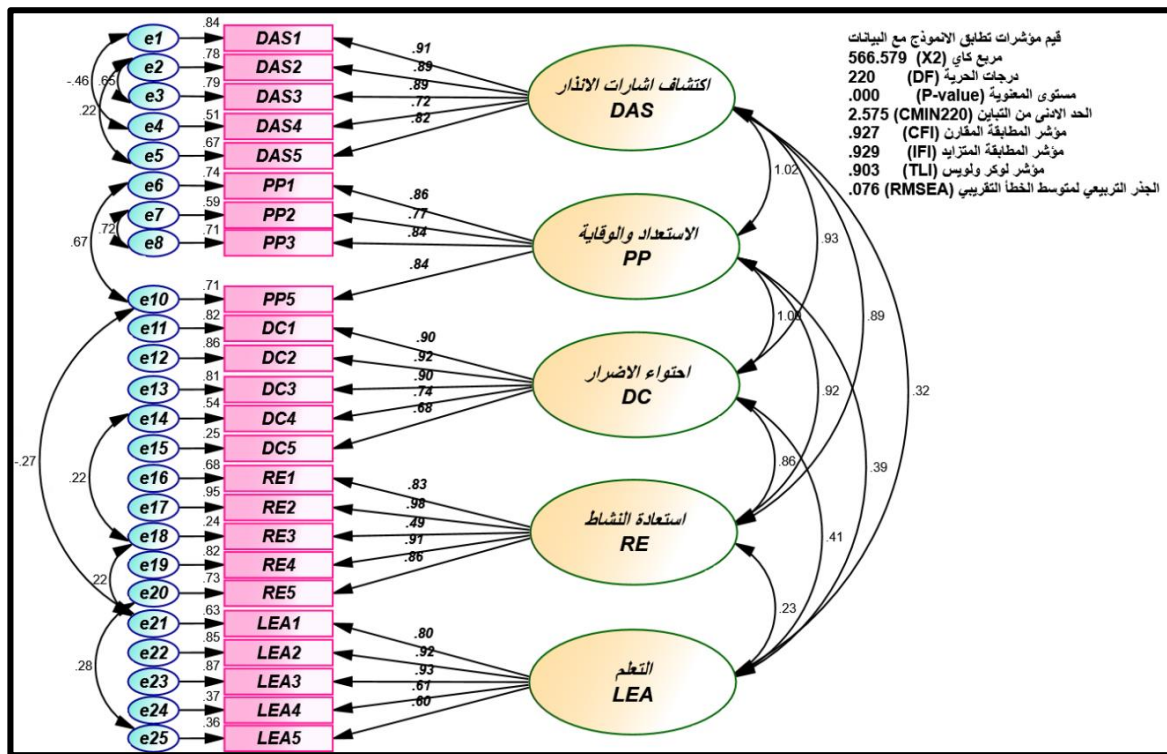 قيم مؤشرات تطابق الانموذج مع البيانات
مربع كاي (X2) 566.579
درجات الحرية (DF) 220
مستوى المعنوية (P-value) .000
الحد الادنى من التباين (CMIN220) 2.575
مؤشر المطابقة المقارن (CFI) .927
مؤشر المطابقة المتزايد (IFI) .929
مؤشر لوكر ولويس (TLI) .903
الجذر التربيعي لمتوسط الخطأ التقريبي (RMSEA) .076
e1 .84 DAS1 .91
e2 .78 DAS2 .89
e3 .79 DAS3 .89
e4 .51 DAS4 .72
e5 .67 DAS5 .82
-.46 .65
.22
اكتشاف اشارات الانذار
DAS
e6 .74 PP1 .86
e7 .59 PP2 .77
e8 .71 PP3 .84
e10 .71 PP5 .84
.72
.67
الاستعداد والوقاية
PP
e11 .82 DC1 .90
e12 .86 DC2 .92
e13 .81 DC3 .90
e14 .54 DC4 .74
e15 .25 DC5 .68
احتواء الاضرار
DC
-.27
.22
e16 .68 RE1 .83
e17 .95 RE2 .98
e18 .24 RE3 .49
e19 .82 RE4 .91
e20 .73 RE5 .86
استعادة النشاط
RE
.22
.28
e21 .63 LEA1 .80
e22 .85 LEA2 .92
e23 .87 LEA3 .93
e24 .37 LEA4 .61
e25 .36 LEA5 .60
التعلم
LEA
1.02
.93
.89
.32
.92
.39
.86
.41
.23